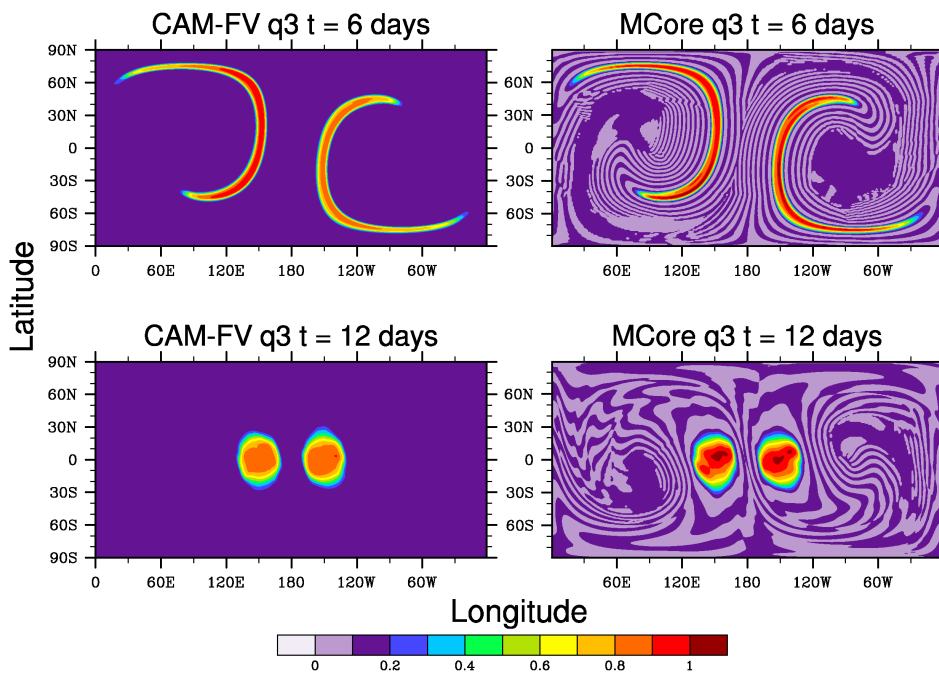 CAM-FV q3 t = 6 days
MCore q3 t = 6 days
90N
60N
30N
0
30S
60S
90S
60N
30N
0
30S
60S
0 60E 120E 180 120W 60W
60E 120E 180 120W 60W
Latitude
CAM-FV q3 t = 12 days
MCore q3 t = 12 days
90N
60N
30N
0
30S
60S
90S
60N
30N
0
30S
60S
0 60E 120E 180 120W 60W
60E 120E 180 120W 60W
Longitude
0 0.2 0.4 0.6 0.8 1